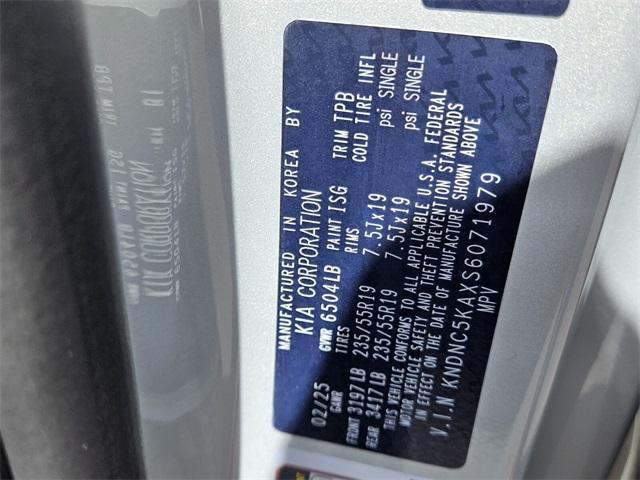 MANUFACTURED IN KOREA BY
KIA CORPORATION
02/25 GVWR 6504LB PAINT ISG TRIM TPB
GAWR TIRES RIMS COLD TIRE INFL
FRONT 3197LB 235/55R19 7.5Jx19 psi SINGLE
REAR 3417LB 235/55R19 7.5Jx19 psi SINGLE
THIS VEHICLE CONFORMS TO ALL APPLICABLE U.S.A. FEDERAL
MOTOR VEHICLE SAFETY AND THEFT PREVENTION STANDARDS
IN EFFECT ON THE DATE OF MANUFACTURE SHOWN ABOVE
V.I.N KNDNC5KAXS6071979
MPV